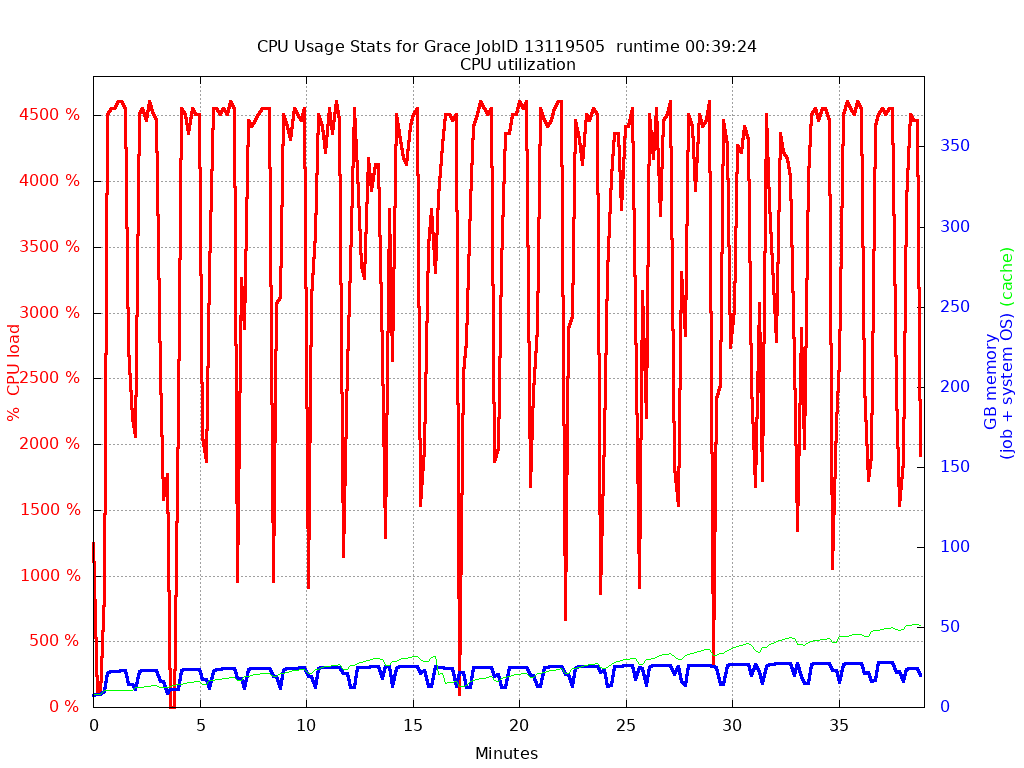 CPU Usage Stats for Grace JobID 13119505  runtime 00:39:24
CPU utilization
4500 %
4000 %
3500 %
3000 %
2500 %
2000 %
1500 %
1000 %
500 %
0 %
% CPU load
350
300
250
200
150
100
50
0
GB memory
(job + system OS) (cache)
0 5 10 15 20 25 30 35
Minutes